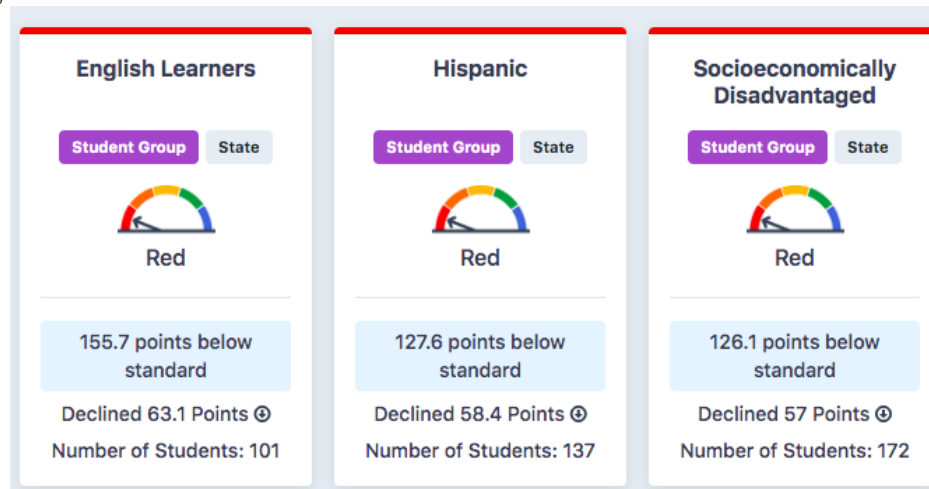 English Learners
Student Group State
Red
155.7 points below
standard
Declined 63.1 Points
Number of Students: 101
Hispanic
Student Group State
Red
127.6 points below
standard
Declined 58.4 Points
Number of Students: 137
Socioeconomically
Disadvantaged
Student Group State
Red
126.1 points below
standard
Declined 57 Points
Number of Students: 172